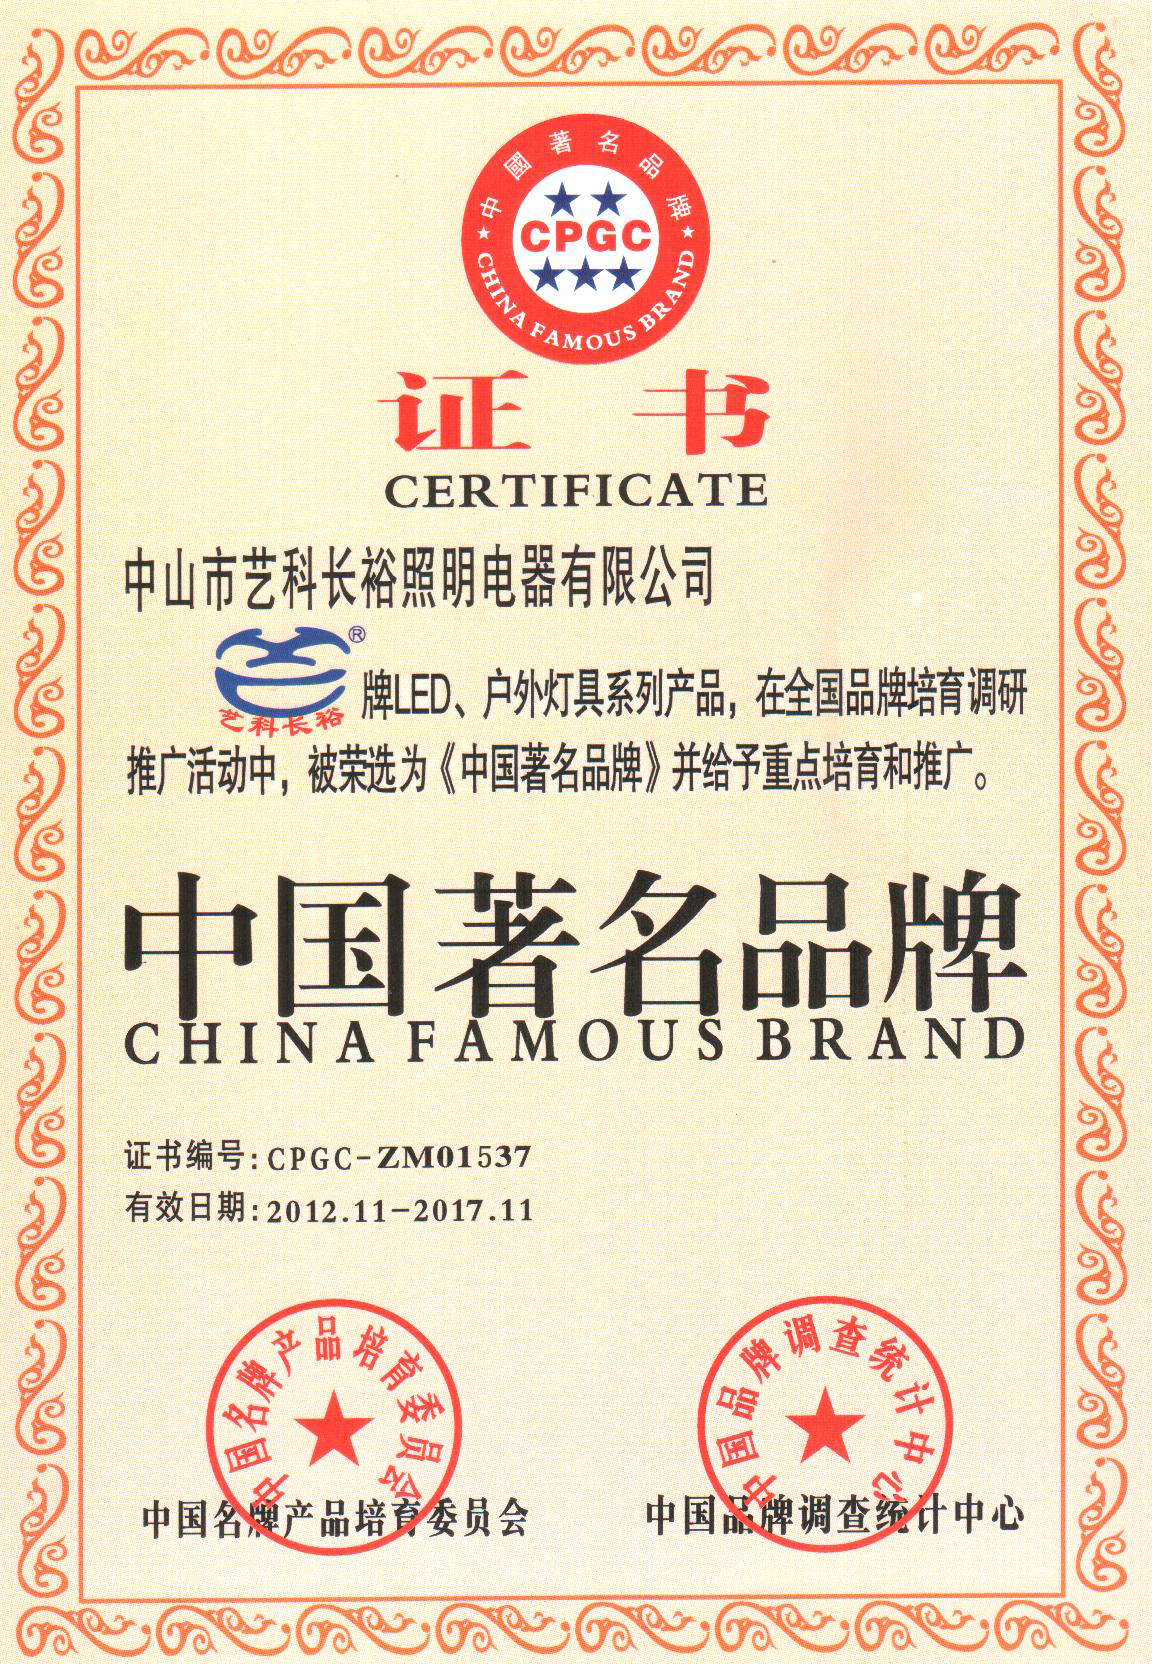 中國著名品牌
CPGC
CHINA FAMOUS BRAND
证书
CERTIFICATE
中山市艺科长裕照明电器有限公司
®
艺科长裕
牌LED、户外灯具系列产品，在全国品牌培育调研
推广活动中，被荣选为《中国著名品牌》并给予重点培育和推广。
中国著名品牌
CHINA FAMOUS BRAND
证书编号：CPGC-ZM01537
有效日期：2012.11-2017.11
中国名牌产品培育委员会
中国品牌调查统计中心
中国名牌产品培育委员会
中国品牌调查统计中心